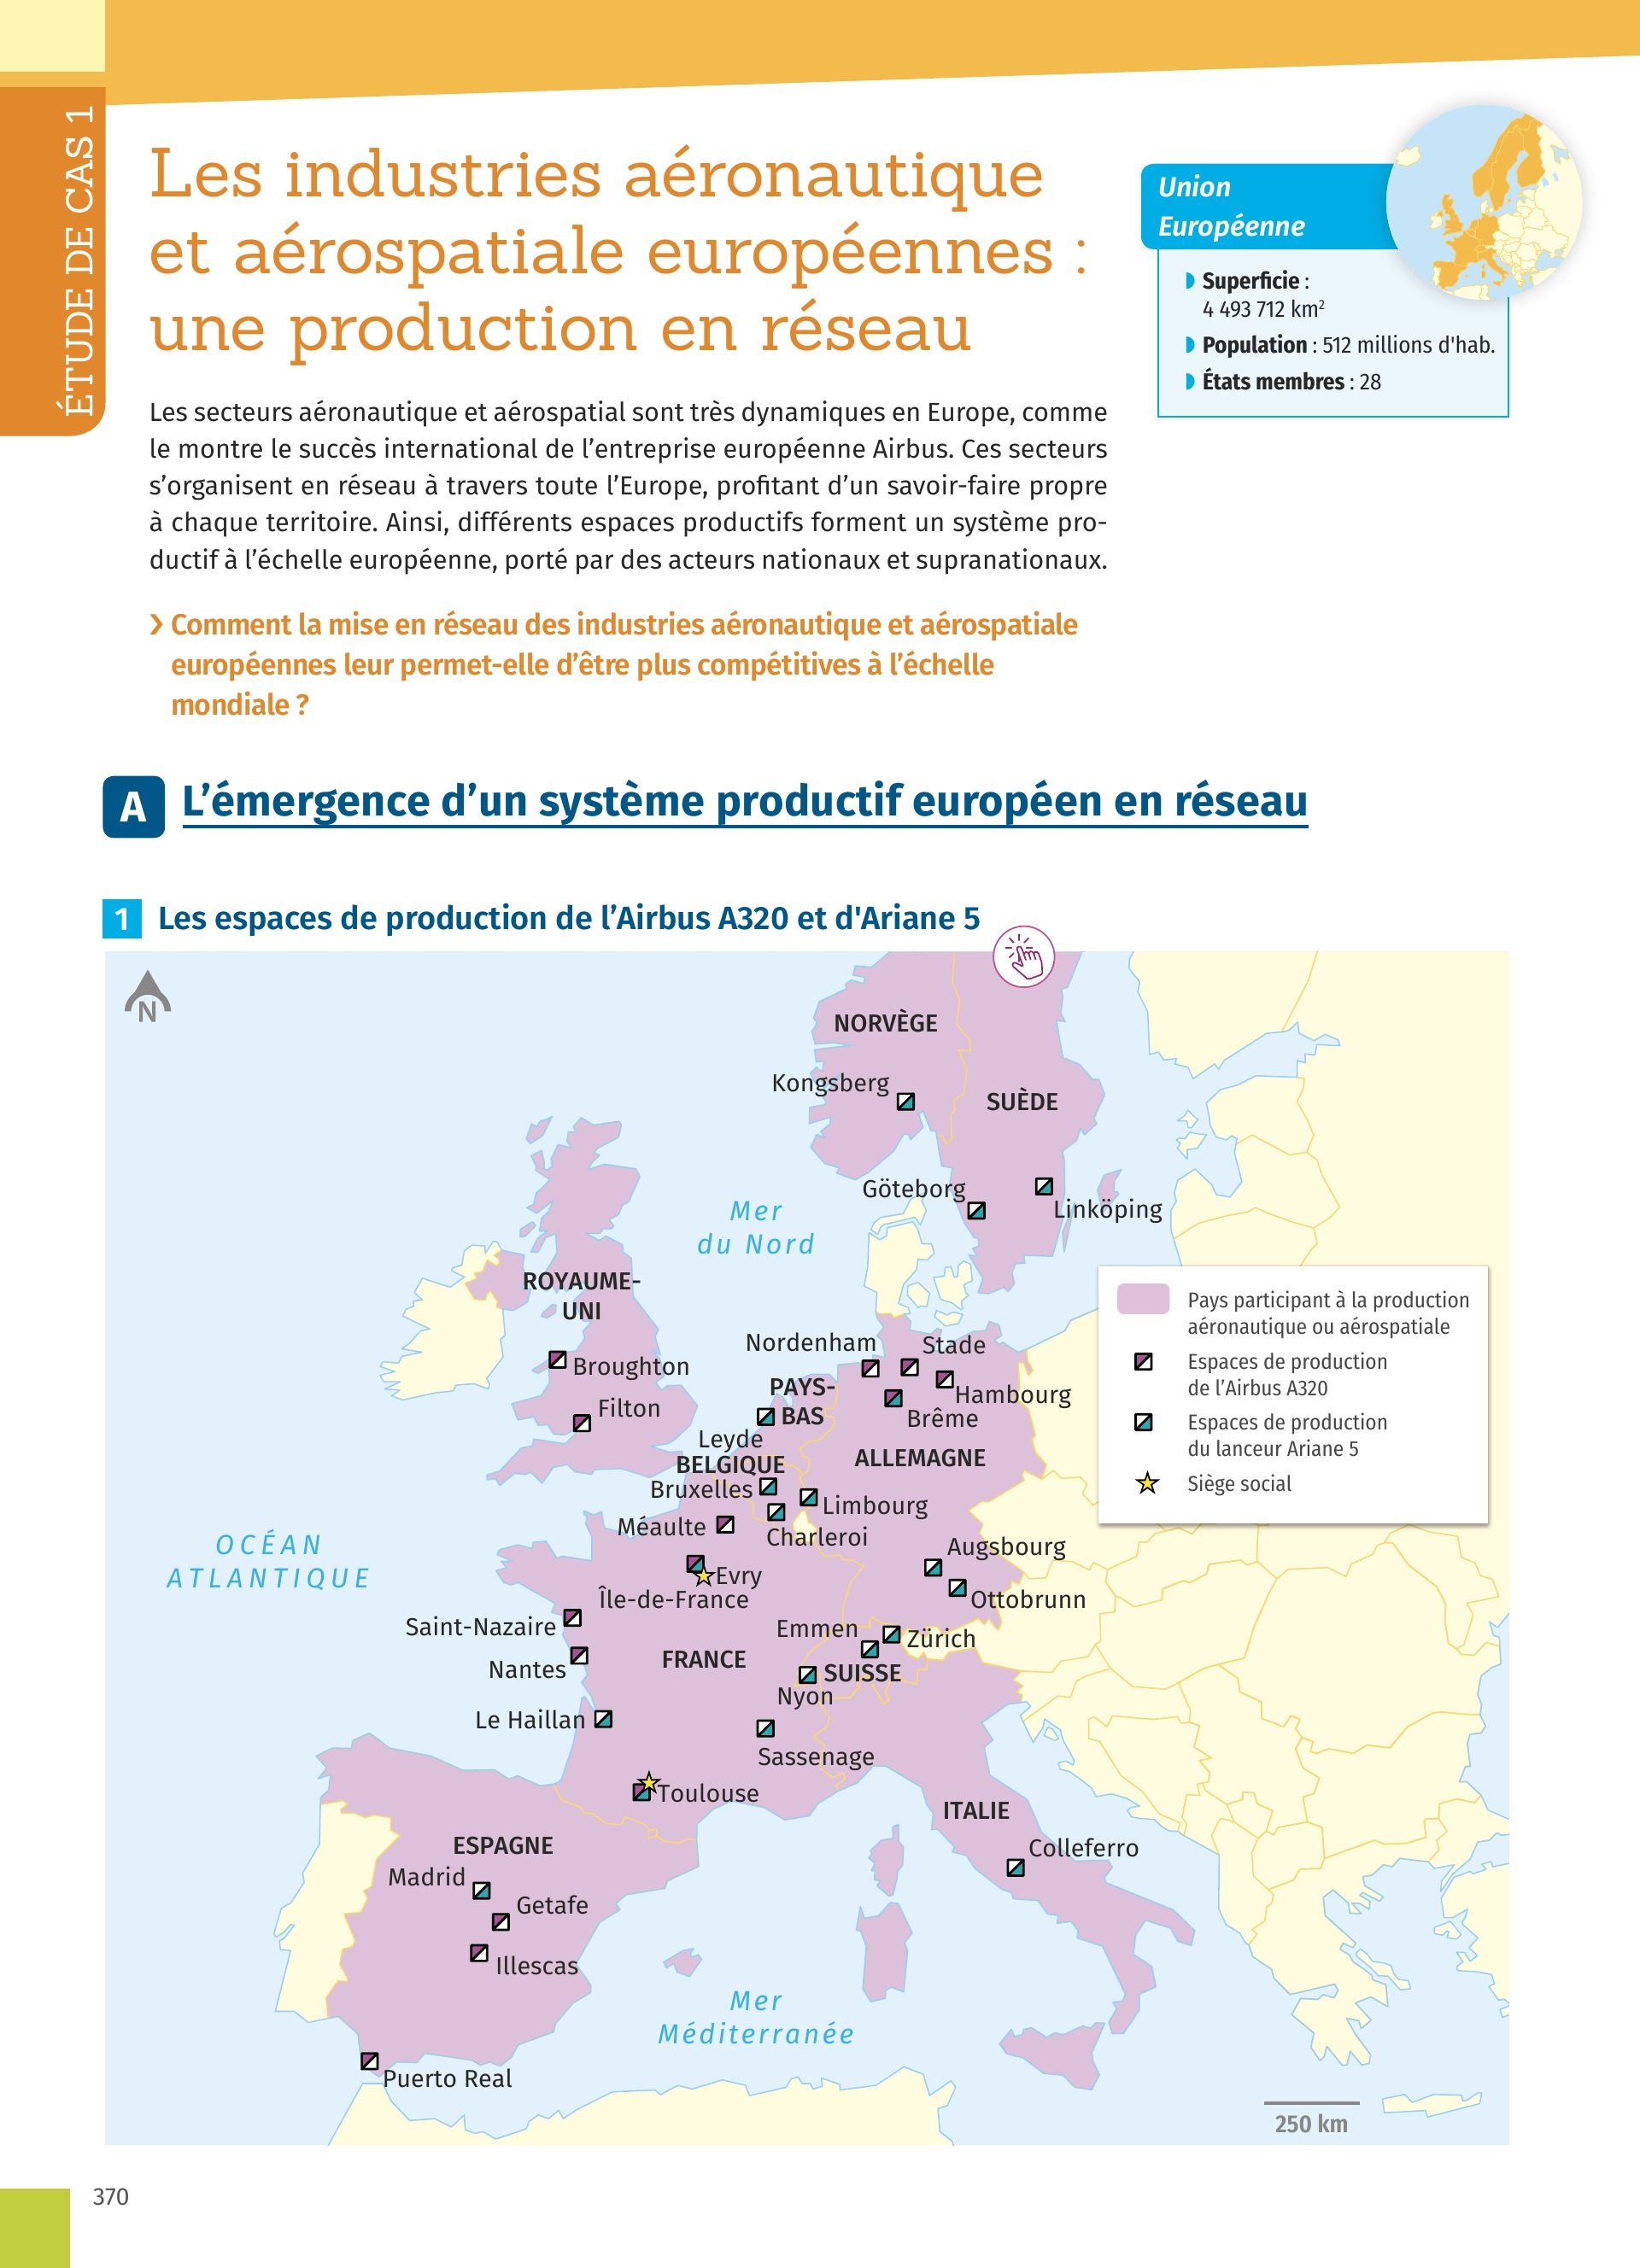 ÉTUDE DE CAS 1
Les industries aéronautique
et aérospatiale européennes :
une production en réseau
Union
Européenne
Superficie :
4 493 712 km²
Population : 512 millions d'hab.
États membres : 28
Les secteurs aéronautique et aérospatial sont très dynamiques en Europe, comme
le montre le succès international de l’entreprise européenne Airbus. Ces secteurs
s’organisent en réseau à travers toute l’Europe, profitant d’un savoir-faire propre
à chaque territoire. Ainsi, différents espaces productifs forment un système pro-
ductif à l’échelle européenne, porté par des acteurs nationaux et supranationaux.
› Comment la mise en réseau des industries aéronautique et aérospatiale
européennes leur permet-elle d’être plus compétitives à l’échelle
mondiale ?
A L’émergence d’un système productif européen en réseau
1 Les espaces de production de l’Airbus A320 et d'Ariane 5
N
NORVÈGE
Kongsberg
SUÈDE
Göteborg
Linköping
Mer
du Nord
ROYAUME-
UNI
Broughton
Filton
Nordenham
Stade
Hambourg
Brême
PAYS-
BAS
Leyde
ALLEMAGNE
BELGIQUE
Bruxelles
Limbourg
Charleroi
Méaulte
Evry
Île-de-France
Augsbourg
Ottobrunn
OCÉAN
ATLANTIQUE
Saint-Nazaire
Nantes
Emmen
Zürich
FRANCE
SUISSE
Nyon
Le Haillan
Sassenage
Toulouse
ITALIE
Colleferro
ESPAGNE
Madrid
Getafe
Illescas
Mer
Méditerranée
Puerto Real
Pays participant à la production
aéronautique ou aérospatiale
Espaces de production
de l’Airbus A320
Espaces de production
du lanceur Ariane 5
Siège social
250 km
370